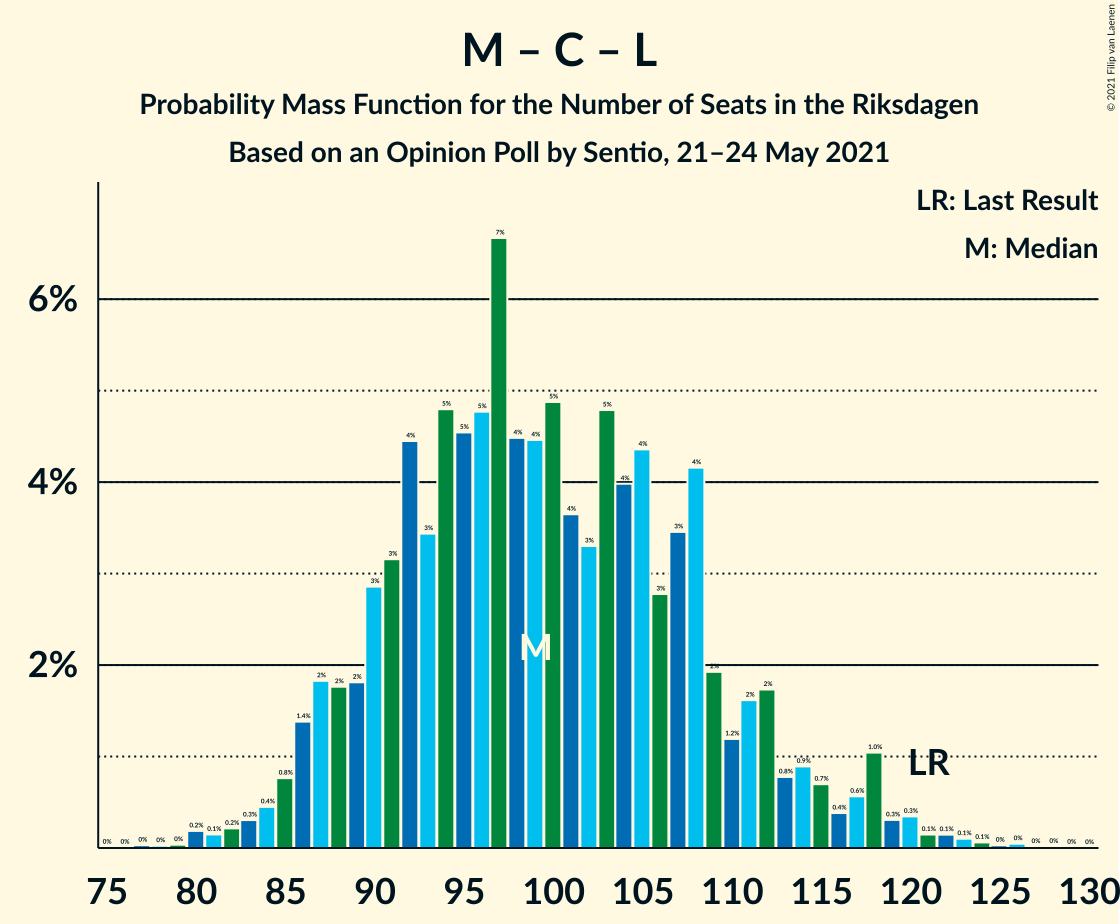 M – C – L
Probability Mass Function for the Number of Seats in the Riksdagen
Based on an Opinion Poll by Sentio, 21–24 May 2021
© 2021 Filip van Laenen
LR: Last Result
M: Median
6%
4%
2%
0% 0% 0% 0% 0% 0.2% 0.1% 0.2% 0.3% 0.4% 0.8% 1.4% 2% 2% 2% 3% 3% 4% 3% 5% 5% 5% 7% 4% 4% 5% 4% 3% 5% 4% 4% 3% 3% 4% 2% 1.2% 2% 2% 0.8% 0.9% 0.7% 0.4% 0.6% 1.0% 0.3% 0.3% 0.1% 0.1% 0.1% 0.1% 0% 0% 0% 0% 0% 0%
M
LR
75 80 85 90 95 100 105 110 115 120 125 130